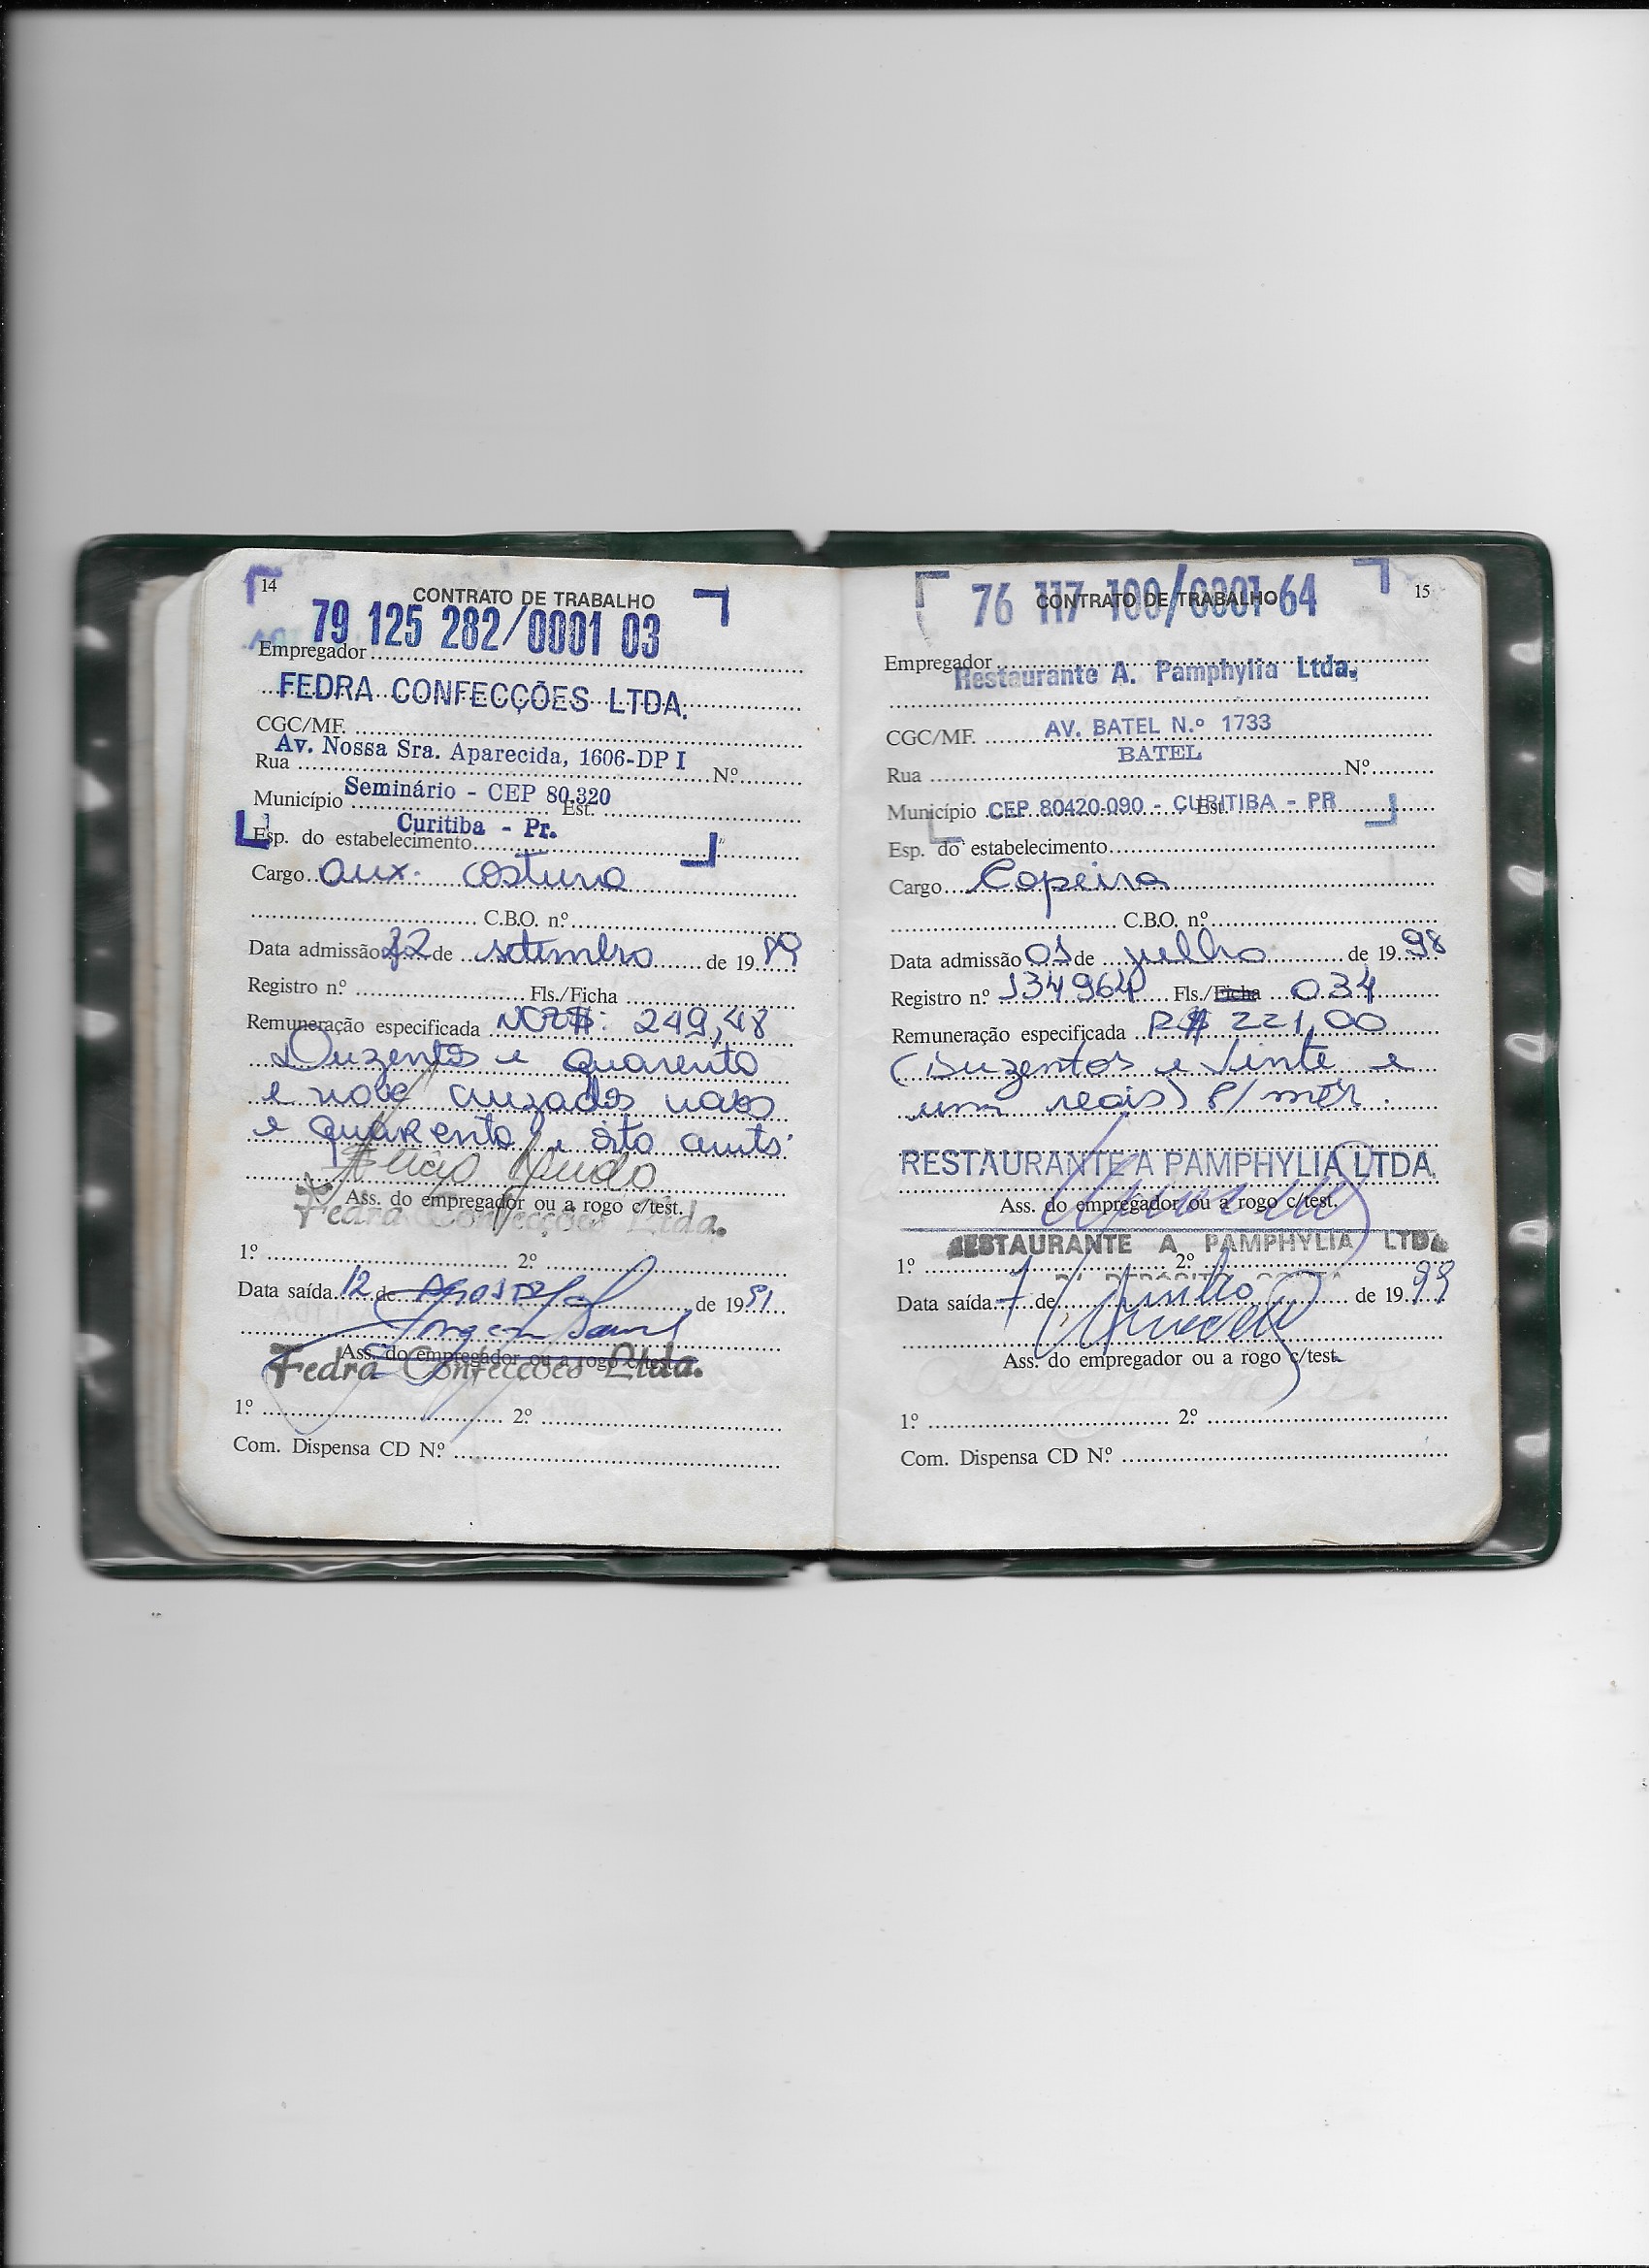 14
CONTRATO DE TRABALHO
79 125 282/0001 03
Empregador
FEDRA CONFECÇÕES LTDA.
CGC/MF.
Av. Nossa Sra. Aparecida, 1606-DP I
Rua Nº
Seminário - CEP 80.320
Município Est.
Curitiba - Pr.
Esp. do estabelecimento
Cargo aux. costura
C.B.O. nº
Data admissão 12 de setembro de 1989
Registro nº Fls./Ficha
Remuneração especificada NCZ$: 249,48
Duzentos e quarenta
e nove cruzados novos
e quarenta e oito cents.
Ass. do empregador ou a rogo c/test.
Fedra Confecções Ltda.
1º 2º
Data saída 12 de AGOSTO de 1991
Ass. do empregador ou a rogo c/test.
Fedra Confecções Ltda.
1º 2º
Com. Dispensa CD Nº
15
76 117 100/0001 64
CONTRATO DE TRABALHO
Empregador
Restaurante A. Pamphylia Ltda.
CGC/MF. AV. BATEL N.º 1733
BATEL
Rua Nº
Município CEP 80420-090 - CURITIBA - PR Est.
Esp. do estabelecimento
Cargo Copeira
C.B.O. nº
Data admissão 01 de julho de 1998
Registro nº 134964 Fls./Ficha 034
Remuneração especificada R$ 221,00
(Duzentos e vinte e
um reais) p/ mês.
RESTAURANTE A PAMPHYLIA LTDA.
Ass. do empregador ou a rogo c/test.
RESTAURANTE A PAMPHYLIA LTDA
1º 2º
Data saída 7 de Junho de 1999
Ass. do empregador ou a rogo c/test.
1º 2º
Com. Dispensa CD Nº